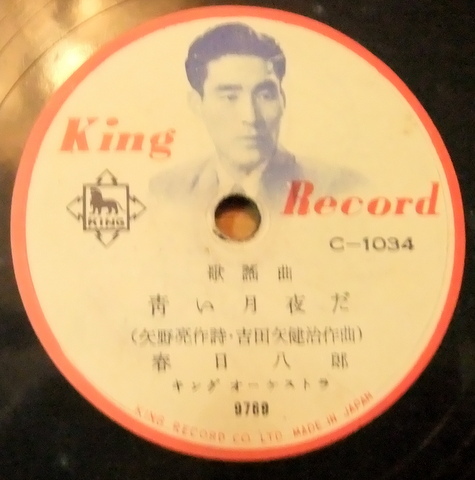 King
Record
KING
C-1034
歌謡曲
青い月夜だ
(矢野亮作詩・吉田矢健治作曲)
春日八郎
キングオーケストラ
9789
KING RECORD CO. LTD. MADE IN JAPAN